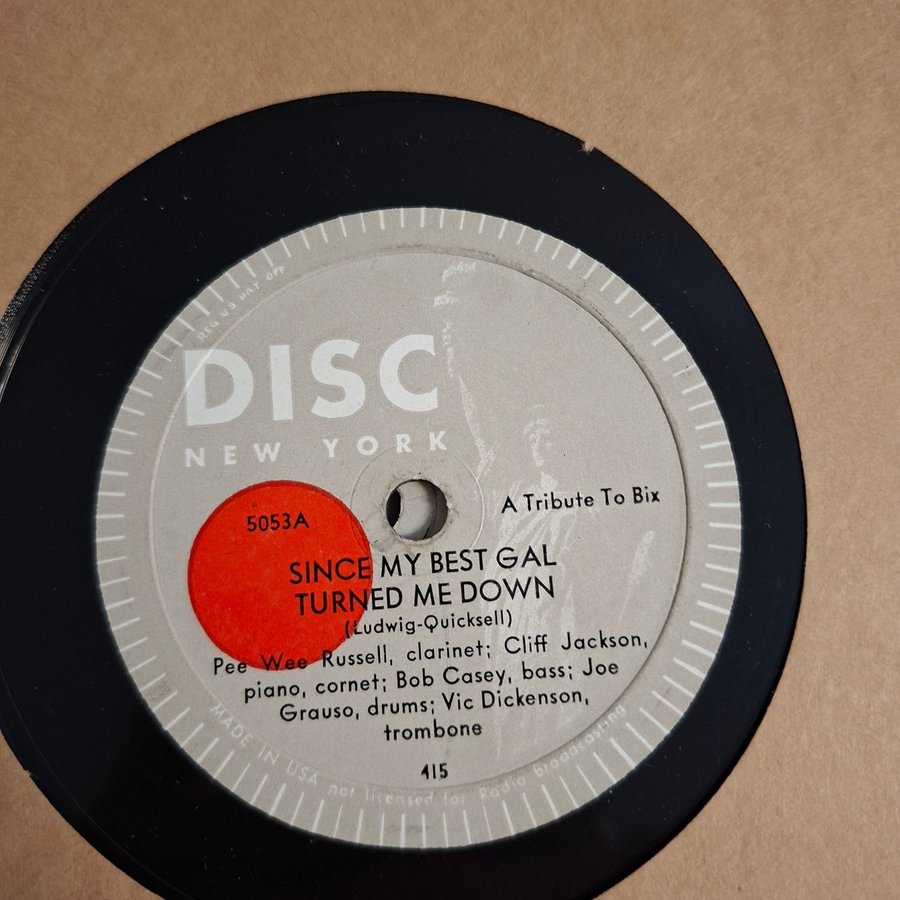 REG US PAT OFF
DISC
NEW YORK
A Tribute To Bix
5053A
SINCE MY BEST GAL
TURNED ME DOWN
(Ludwig-Quicksell)
Pee Wee Russell, clarinet; Cliff Jackson,
piano, cornet; Bob Casey, bass; Joe
Grauso, drums; Vic Dickenson,
trombone
415
MADE IN USA not licensed for Radio Broadcasting